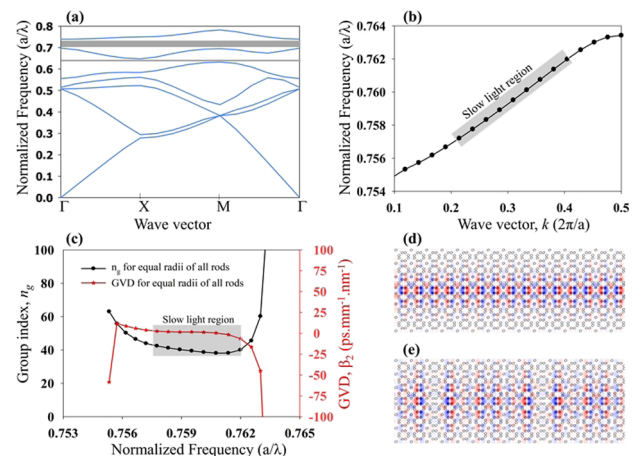 (a)
Normalized Frequency (a/λ)
0.8
0.7
0.6
0.5
0.4
0.3
0.2
0.1
0.0
Γ X M Γ
Wave vector
(b)
Normalized Frequency (a/λ)
0.764
0.762
0.760
0.758
0.756
0.754
Slow light region
0.1 0.2 0.3 0.4 0.5
Wave vector, k (2π/a)
(c)
Group index, ng
100
80
60
40
20
0
ng for equal radii of all rods
GVD for equal radii of all rods
Slow light region
100
75
50
25
0
-25
-50
-75
-100
GVD, β2 (ps.mm-1.nm-1)
0.753 0.756 0.759 0.762 0.765
Normalized Frequency (a/λ)
(d)
(e)